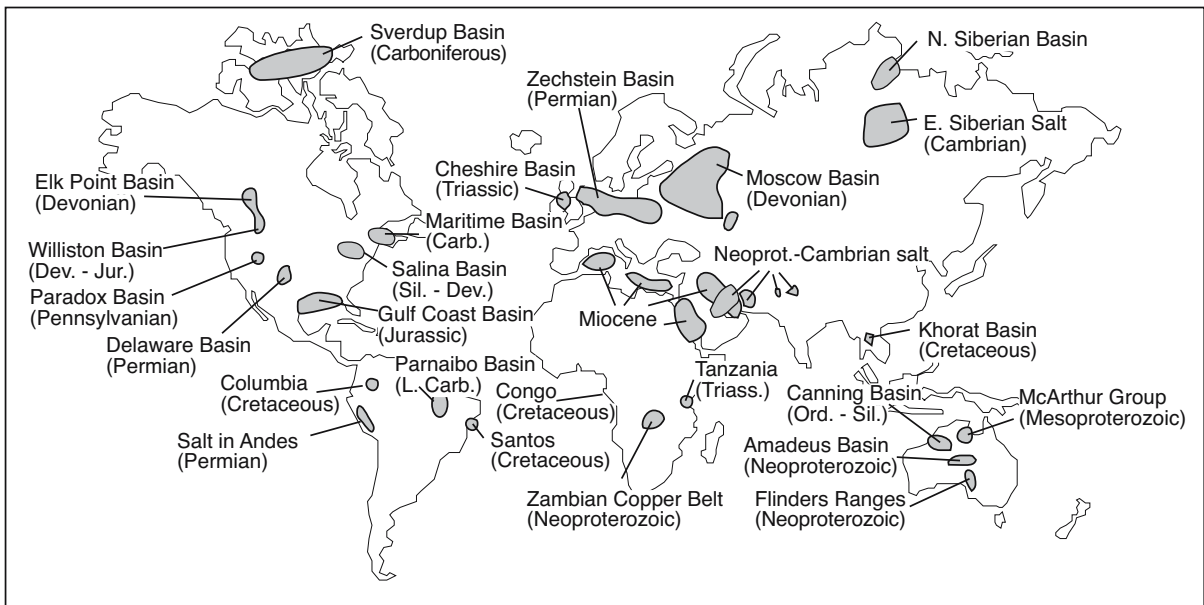 Sverdup Basin
(Carboniferous)
N. Siberian Basin
Zechstein Basin
(Permian)
E. Siberian Salt
(Cambrian)
Cheshire Basin
(Triassic)
Moscow Basin
(Devonian)
Elk Point Basin
(Devonian)
Maritime Basin
(Carb.)
Williston Basin
(Dev. - Jur.)
Neoprot.-Cambrian salt
Salina Basin
(Sil. - Dev.)
Paradox Basin
(Pennsylvanian)
Gulf Coast Basin
(Jurassic)
Miocene
Khorat Basin
(Cretaceous)
Delaware Basin
(Permian)
Parnaibo Basin
(L. Carb.)
Tanzania
(Triass.)
Columbia
(Cretaceous)
Congo
(Cretaceous)
Canning Basin
(Ord. - Sil.)
McArthur Group
(Mesoproterozoic)
Salt in Andes
(Permian)
Santos
(Cretaceous)
Amadeus Basin
(Neoproterozoic)
Zambian Copper Belt
(Neoproterozoic)
Flinders Ranges
(Neoproterozoic)